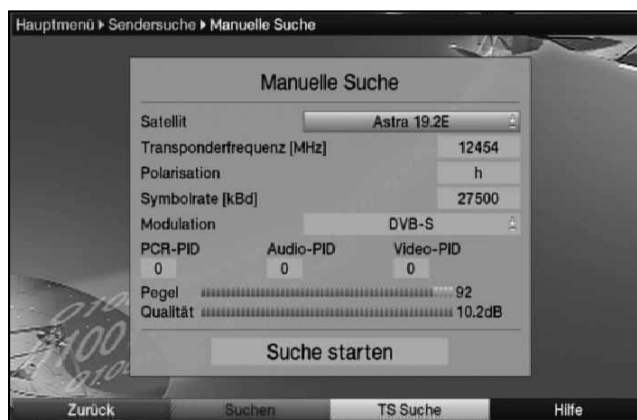 Hauptmenü ▸ Sendersuche ▸ Manuelle Suche
Manuelle Suche
Satellit Astra 19.2E
Transponderfrequenz [MHz] 12454
Polarisation h
Symbolrate [kBd] 27500
Modulation DVB-S
PCR-PID Audio-PID Video-PID
0 0 0
Pegel 92
Qualität 10.2dB
Suche starten
Zurück Suchen TS Suche Hilfe